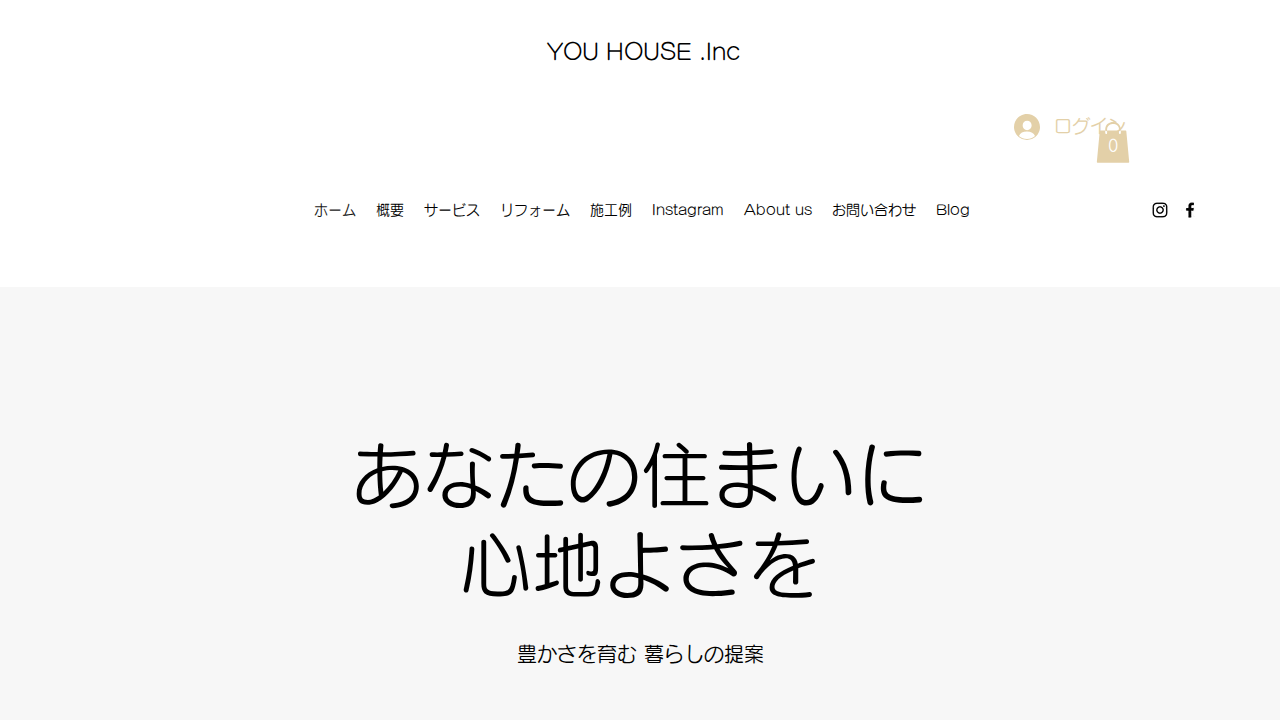 YOU HOUSE .Inc
ログイン
0
ホーム 概要 サービス リフォーム 施工例 Instagram About us お問い合わせ Blog
あなたの住まいに
心地よさを
豊かさを育む 暮らしの提案